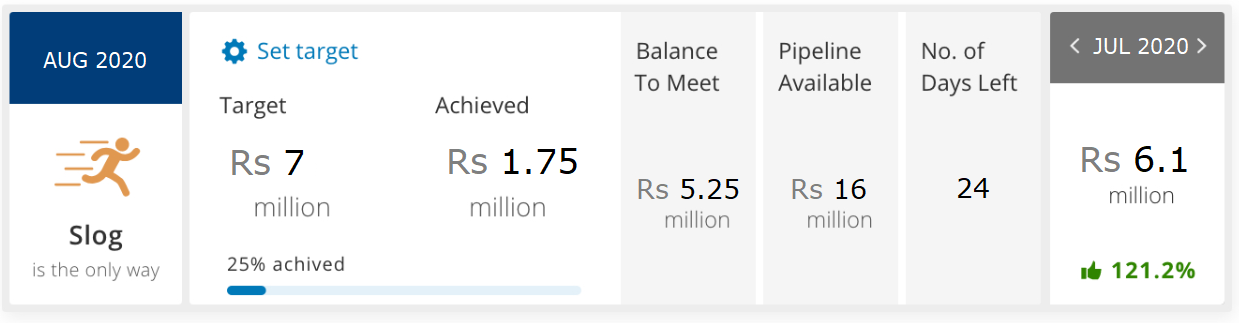 AUG 2020
Slog
is the only way
Set target
Target
Rs 7
million
Achieved
Rs 1.75
million
25% achived
Balance
To Meet
Rs 5.25
million
Pipeline
Available
Rs 16
million
No. of
Days Left
24
JUL 2020
Rs 6.1
million
121.2%